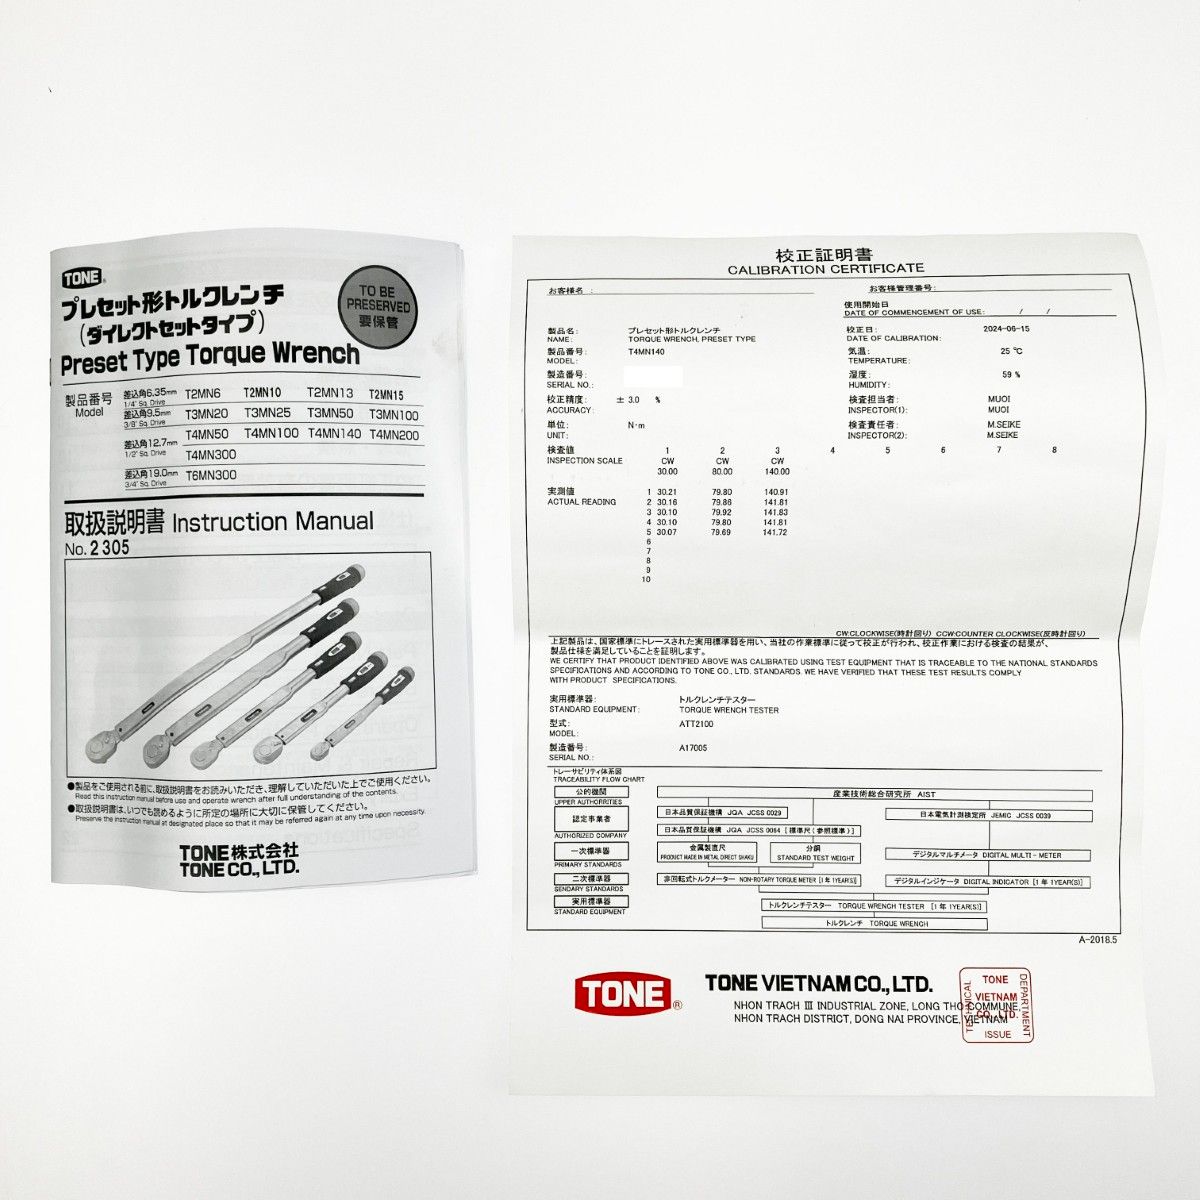 TONE®
プレセット形トルクレンチ
(ダイレクトセットタイプ)
Preset Type Torque Wrench
TO BE
PRESERVED
要保管
製品番号
Model
差込角6.35mm
1/4" Sq. Drive
T2MN6 T2MN10 T2MN13 T2MN15
差込角9.5mm
3/8" Sq. Drive
T3MN20 T3MN25 T3MN50 T3MN100
差込角12.7mm
1/2" Sq. Drive
T4MN50 T4MN100 T4MN140 T4MN200
T4MN300
差込角19.0mm
3/4" Sq. Drive
T6MN300
取扱説明書 Instruction Manual
No. 2305
●製品をご使用される前に、取扱説明書をお読みいただき、理解していただいた上でご使用ください。
Read this instruction manual before use and operate wrench after full understanding of the contents.
●取扱説明書は、いつでも読めるように所定の場所に大切に保管してください。
Preserve the instruction manual at designated place so that it may be referred again at any time upon necessity.
TONE株式会社
TONE CO., LTD.
校正証明書
CALIBRATION CERTIFICATE
お客様名 :
お客様管理番号:
使用開始日
DATE OF COMMENCEMENT OF USE: / /
製品名: プレセット形トルクレンチ
NAME: TORQUE WRENCH, PRESET TYPE
製品番号: T4MN140
MODEL:
製造番号:
SERIAL NO.:
校正精度: ± 3.0 %
ACCURACY:
単位: N・m
UNIT:
校正日: 2024-06-15
DATE OF CALIBRATION:
気温: 25 ℃
TEMPERATURE:
湿度: 59 %
HUMIDITY:
検査担当者: MUOI
INSPECTOR(1): MUOI
検査責任者: M.SEIKE
INSPECTOR(2): M.SEIKE
検査値 1 2 3 4 5 6 7 8
INSPECTION SCALE CW CW CW
30.00 80.00 140.00
実測値 1 30.21 79.80 140.91
ACTUAL READING 2 30.16 79.86 141.81
3 30.10 79.92 141.83
4 30.10 79.80 141.81
5 30.07 79.69 141.72
6
7
8
9
10
CW:CLOCKWISE(時計回り) CCW:COUNTER CLOCKWISE(反時計回り)
上記製品は、国家標準にトレースされた実用標準器を用い、当社の作業標準に従って校正が行われ、校正作業における検査の結果が、
製品仕様を満足していることを証明します。
WE CERTIFY THAT PRODUCT IDENTIFIED ABOVE WAS CALIBRATED USING TEST EQUIPMENT THAT IS TRACEABLE TO THE NATIONAL STANDARDS
SPECIFICATIONS AND ACCORDING TO TONE CO., LTD. STANDARDS. WE HAVE VERIFIED THAT THESE TEST RESULTS COMPLY
WITH PRODUCT SPECIFICATIONS.
実用標準器: トルクレンチテスター
STANDARD EQUIPMENT: TORQUE WRENCH TESTER
型式: ATT2100
MODEL:
製造番号: A17005
SERIAL NO.:
トレーサビリティ体系図
TRACEABILITY FLOW CHART
公的機関
UPPER AUTHORRITIES
産業技術総合研究所 AIST
認定事業者
AUTHORIZED COMPANY
日本品質保証機構 JQA JCSS 0029
日本電気計測検定所 JEMIC JCSS 0039
日本品質保証機構 JQA JCSS 0064 [標準尺(参照標準)]
一次標準器
PRIMARY STANDARDS
金属製直尺
PRODUCT MADE IN METAL DIRECT SHAKU
分銅
STANDARD TEST WEIGHT
デジタルマルチメータ DIGITAL MULTI-METER
二次標準器
SENDARY STANDARDS
非回転式トルクメーター NON-ROTARY TORQUE METER [1年 1YEAR(S)]
デジタルインジケータ DIGITAL INDICATOR [1年 1YEAR(S)]
実用標準器
STANDARD EQUIPMENT
トルクレンチテスター TORQUE WRENCH TESTER [1年 1YEAR(S)]
トルクレンチ TORQUE WRENCH
A-2018.5
TONE®
TONE VIETNAM CO., LTD.
NHON TRACH III INDUSTRIAL ZONE, LONG THO COMMUNE,
NHON TRACH DISTRICT, DONG NAI PROVINCE, VIETNAM
TECHNICAL
TONE
VIETNAM
CO., LTD.
ISSUE
DEPARTMENT